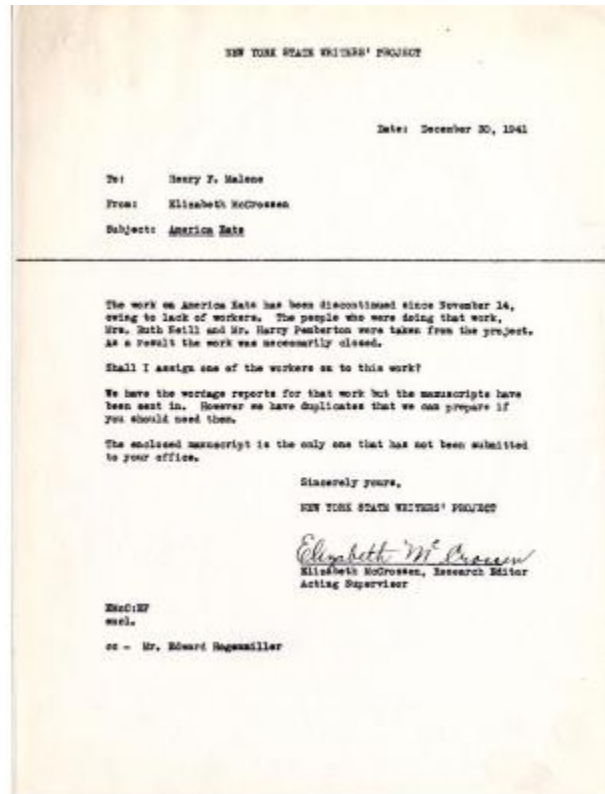 NEW YORK STATE WRITERS' PROJECT
Date: December 30, 1941
To: Henry F. Malone
From: Elizabeth McCrossen
Subject: America Eats
The work on America Eats has been discontinued since November 14,
owing to lack of workers. The people who were doing that work,
Mrs. Ruth Neill and Mr. Harry Pemberton were taken from the project.
As a result the work was necessarily closed.
Shall I assign one of the workers on to this work?
We have the wordage reports for that work but the manuscripts have
been sent in. However we have duplicates that we can prepare if
you should need them.
The enclosed manuscript is the only one that has not been submitted
to your office.
Sincerely yours,
NEW YORK STATE WRITERS' PROJECT
Elizabeth McCrossen
Elizabeth McCrossen, Research Editor
Acting Supervisor
encl.
cc - Mr. Edward Hagenmiller